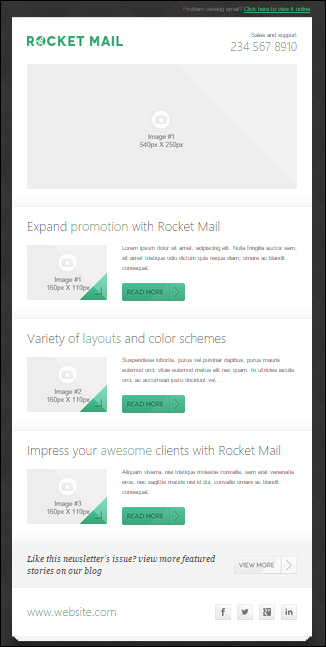 Problem viewing email? Click here to view it online
ROCKET MAIL
Sales and support
234 567 8910
Image #1
540px X 250px
Expand promotion with Rocket Mail
Image #1
160px X 110px
Lorem ipsum dolor sit amet, adipiscing elit. Nulla fringilla auctor sem,
sit amet tristique odio dictum quis neque diam, ornare ac blandit
consequat.
READ MORE
Variety of layouts and color schemes
Image #2
160px X 110px
Suspendisse lobortis, purus vel pulvinar dapibus, purus mauris
euismod orci, vitae euismod metus elit nec quam. In ultricies iaculis
orci, ac accumsan justo tincidunt vel. .
READ MORE
Impress your awesome clients with Rocket Mail
Image #3
160px X 110px
Aliquam viverra, nisi tristique molestie convallis, sem erat venenatis
eros, nec sagittis mauris nisi id dui, convallis ornare ac blandit
consequat.
READ MORE
Like this newsletter's issue? view more featured
stories on our blog
VIEW MORE
www.website.com